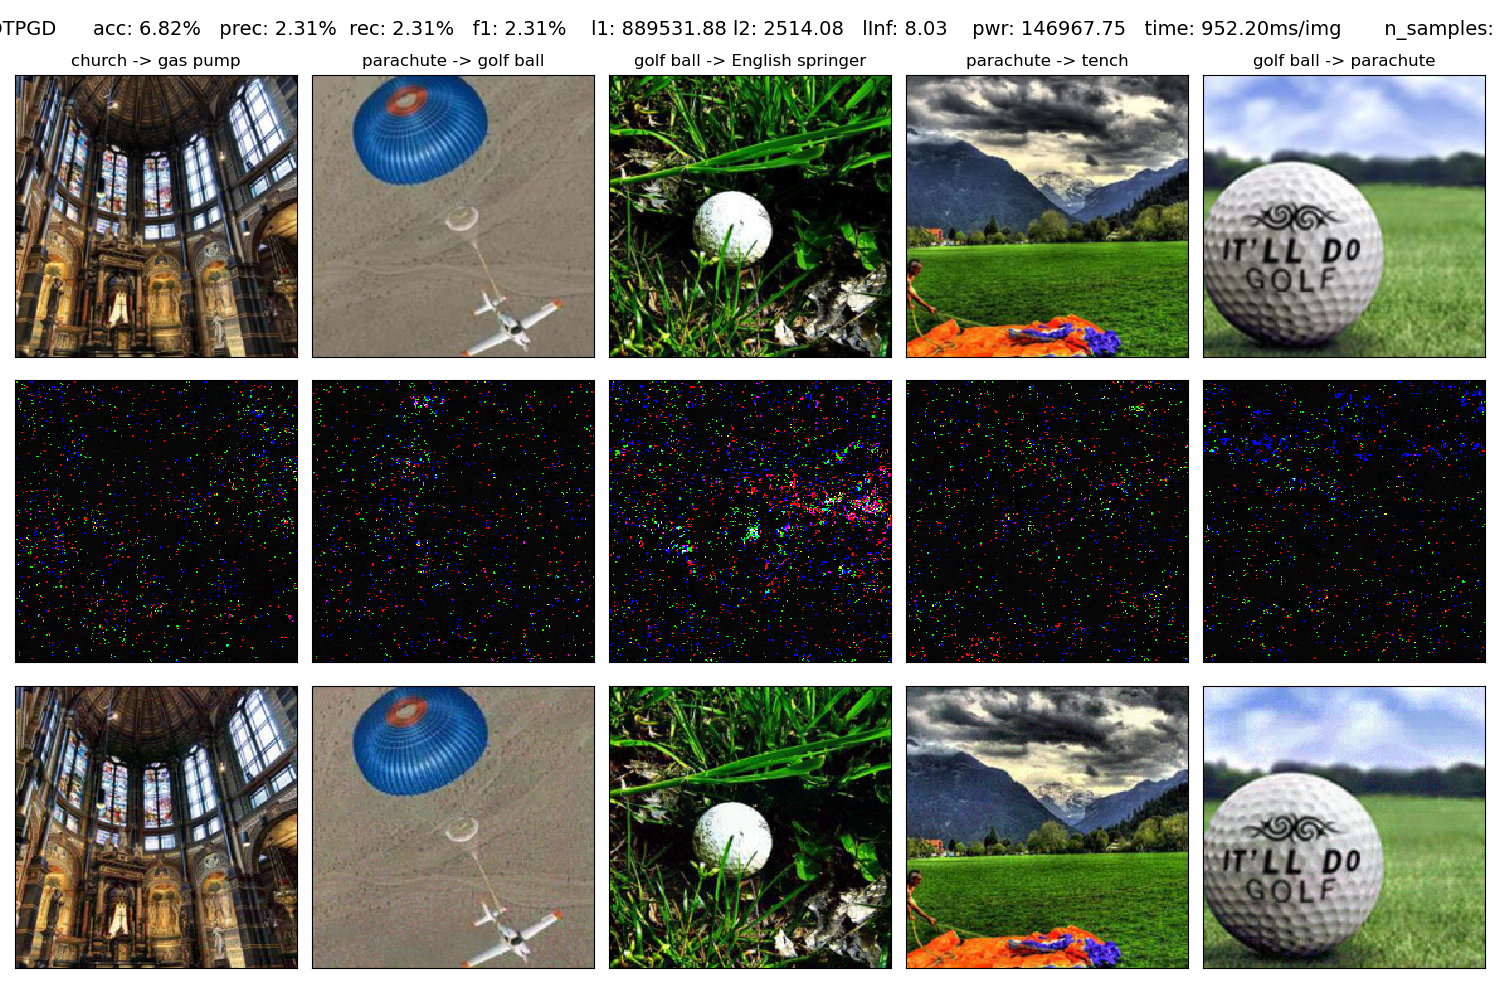 OTPGD acc: 6.82% prec: 2.31% rec: 2.31% f1: 2.31% l1: 889531.88 l2: 2514.08 lInf: 8.03 pwr: 146967.75 time: 952.20ms/img n_samples:
church -> gas pump
parachute -> golf ball
golf ball -> English springer
parachute -> tench
golf ball -> parachute
IT'LL DO
GOLF
IT'LL DO
GOLF